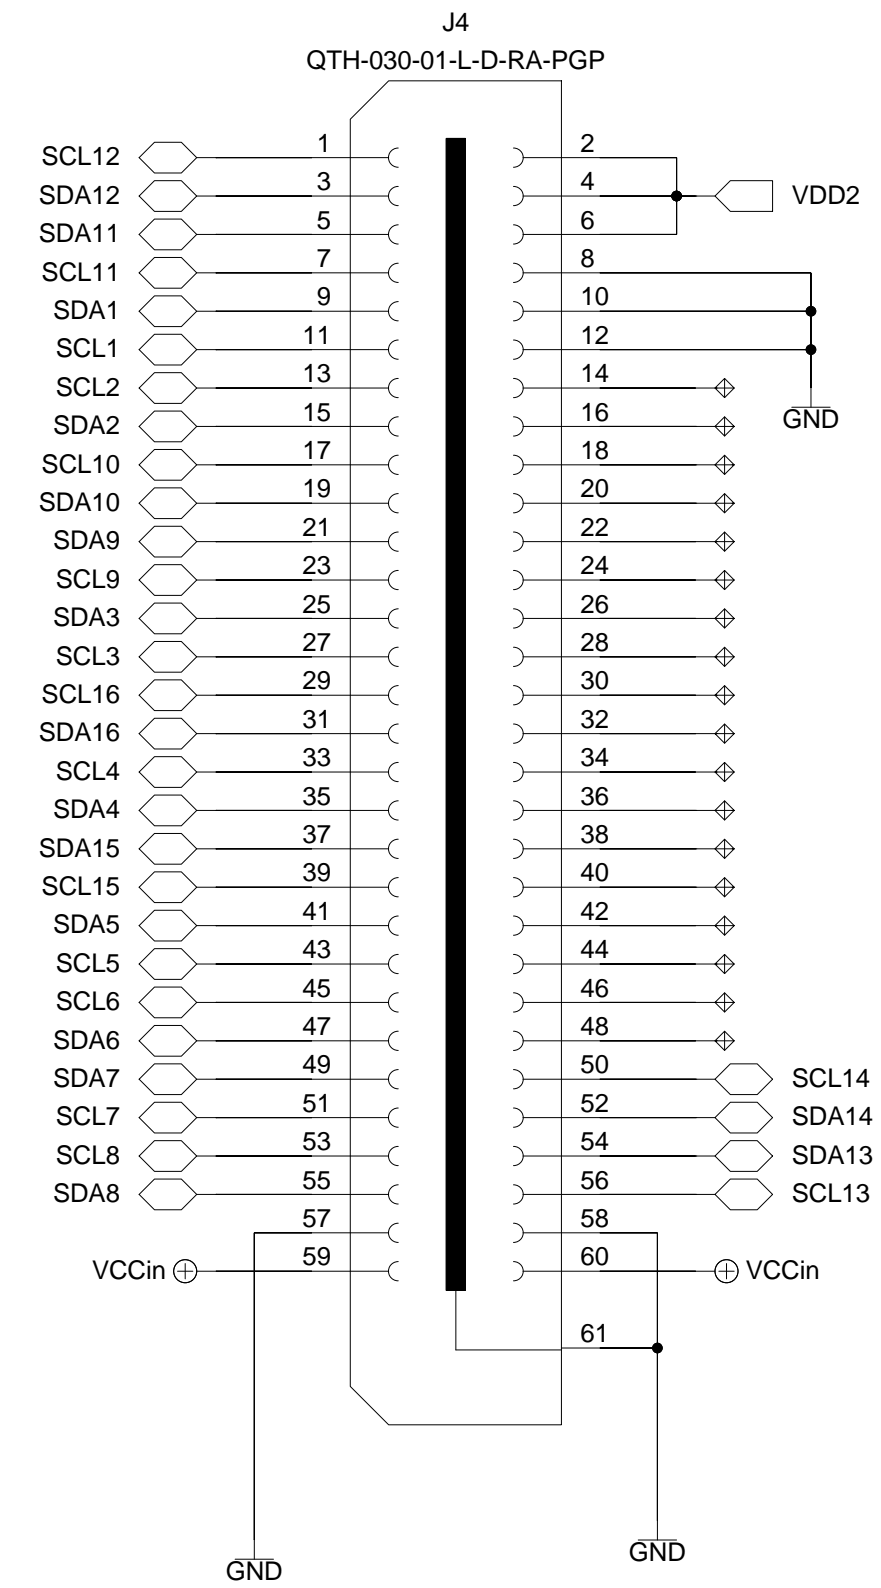 J4
QTH-030-01-L-D-RA-PGP
SCL12 1 2
SDA12 3 4 VDD2
SDA11 5 6
SCL11 7 8
SDA1 9 10
SCL1 11 12
SCL2 13 14
GND
SDA2 15 16
SCL10 17 18
SDA10 19 20
SDA9 21 22
SCL9 23 24
SDA3 25 26
SCL3 27 28
SCL16 29 30
SDA16 31 32
SCL4 33 34
SDA4 35 36
SDA15 37 38
SCL15 39 40
SDA5 41 42
SCL5 43 44
SCL6 45 46
SDA6 47 48
SDA7 49 50 SCL14
SCL7 51 52 SDA14
SCL8 53 54 SDA13
SDA8 55 56 SCL13
57 58
VCCin 59 60 VCCin
61
GND GND